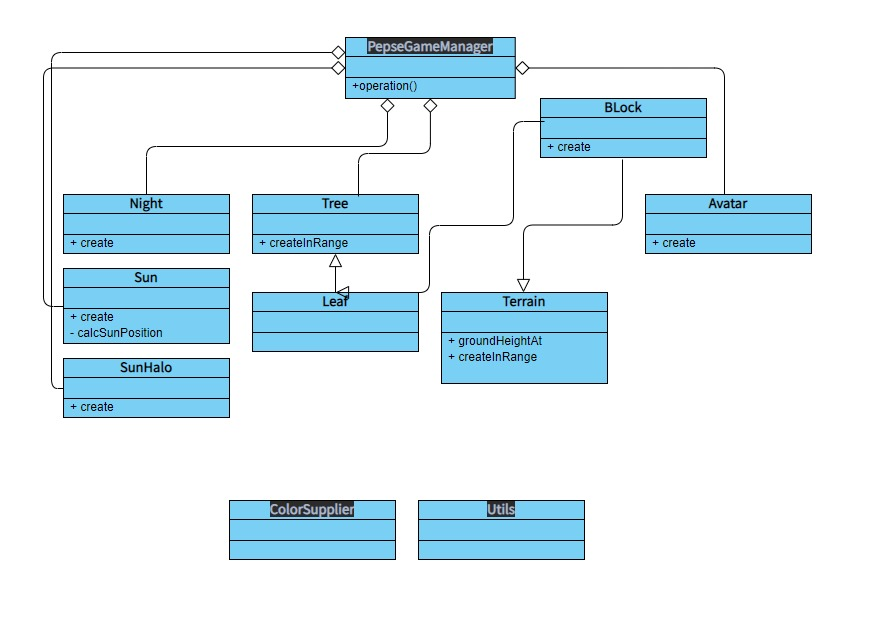 PepseGameManager
+operation()
BLock
+ create
Night
+ create
Tree
+ createInRange
Avatar
+ create
Sun
+ create
- calcSunPosition
Leaf
Terrain
+ groundHeightAt
+ createInRange
SunHalo
+ create
ColorSupplier
Utils